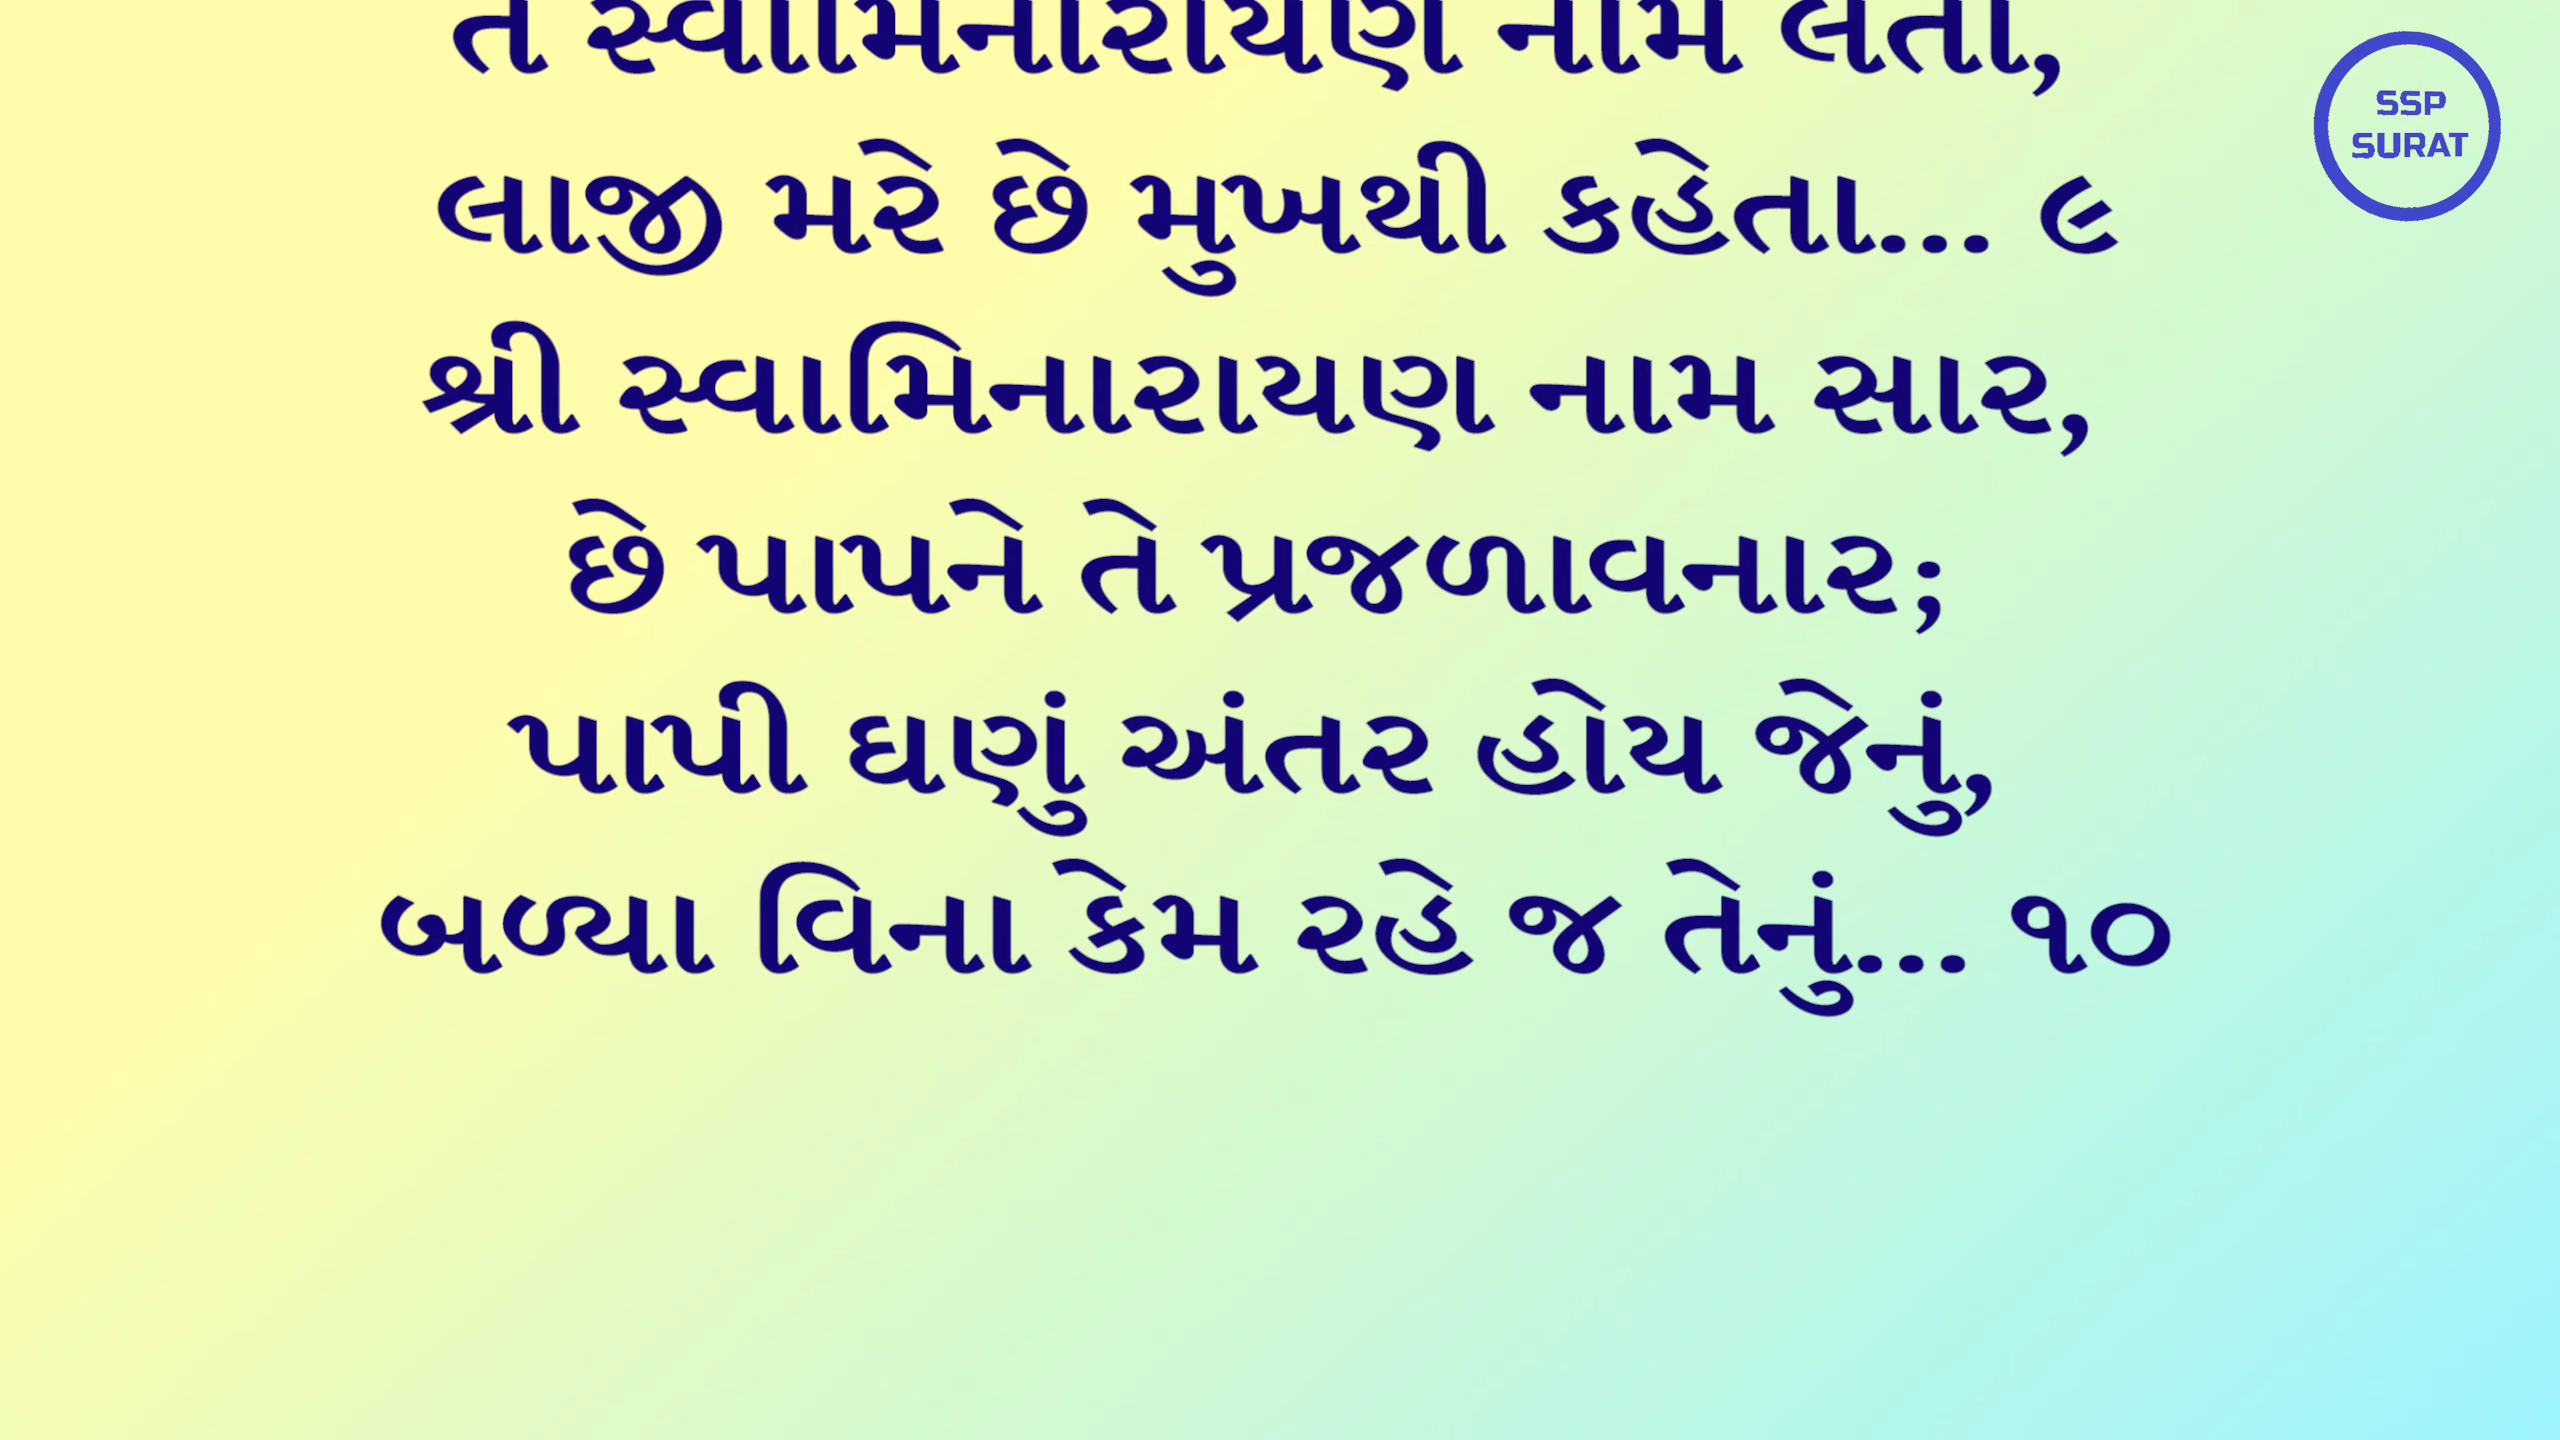 તે સ્વામિનારાયણ નામ લેતાં,
SSP
SURAT
લાજી મરે છે મુખથી કહેતા... ૯
શ્રી સ્વામિનારાયણ નામ સાર,
છે પાપને તે પ્રજળાવનાર;
પાપી ઘણું અંતર હોય જેનું,
બળ્યા વિના કેમ રહે જ તેનું... ૧૦